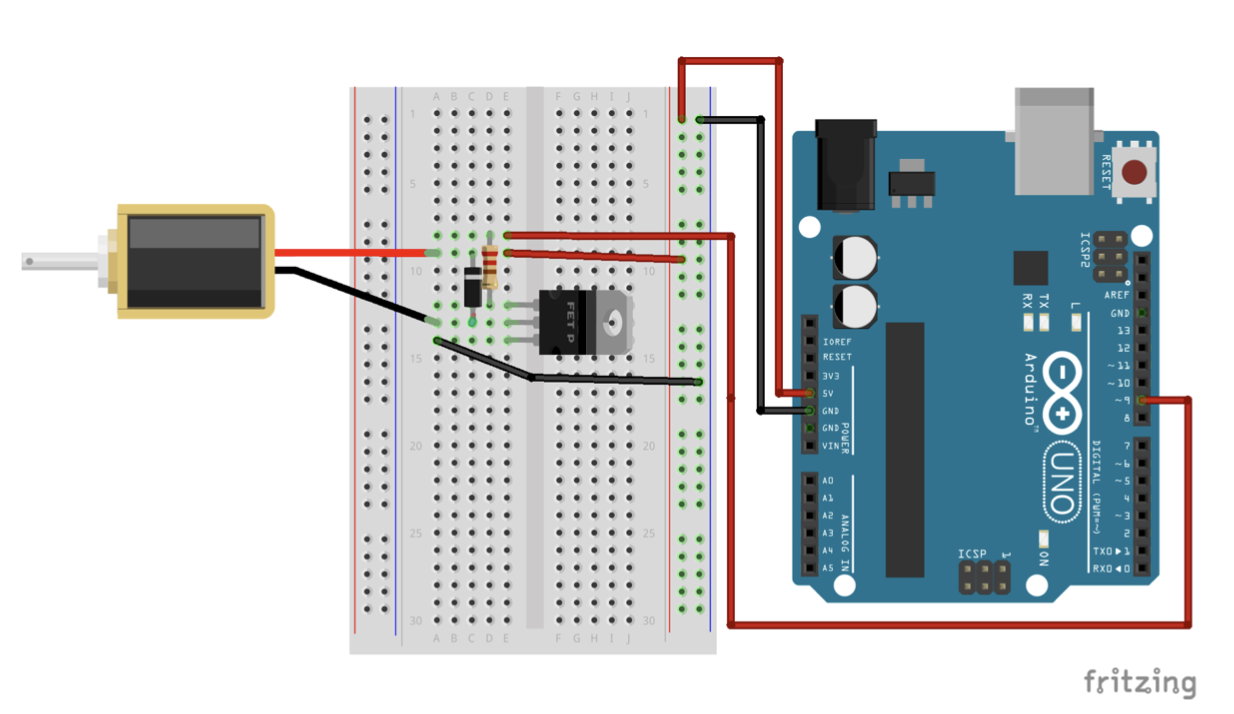 A B C D E F G H I J
1 1
5 5
10 10
15 15
20 20
25 25
30 30
A B C D E F G H I J
FET P
RESET
ICSP2
AREF
GND
13
12
~11
~10
~9
8
7
~6
~5
4
~3
2
TX0▶1
RX0◀0
RX
TX
L
IOREF
RESET
3V3
5V
GND
GND
VIN
POWER
A0
A1
A2
A3
A4
A5
ANALOG IN
Arduino™
UNO
DIGITAL (PWM=~)
ON
ICSP
1
fritzing